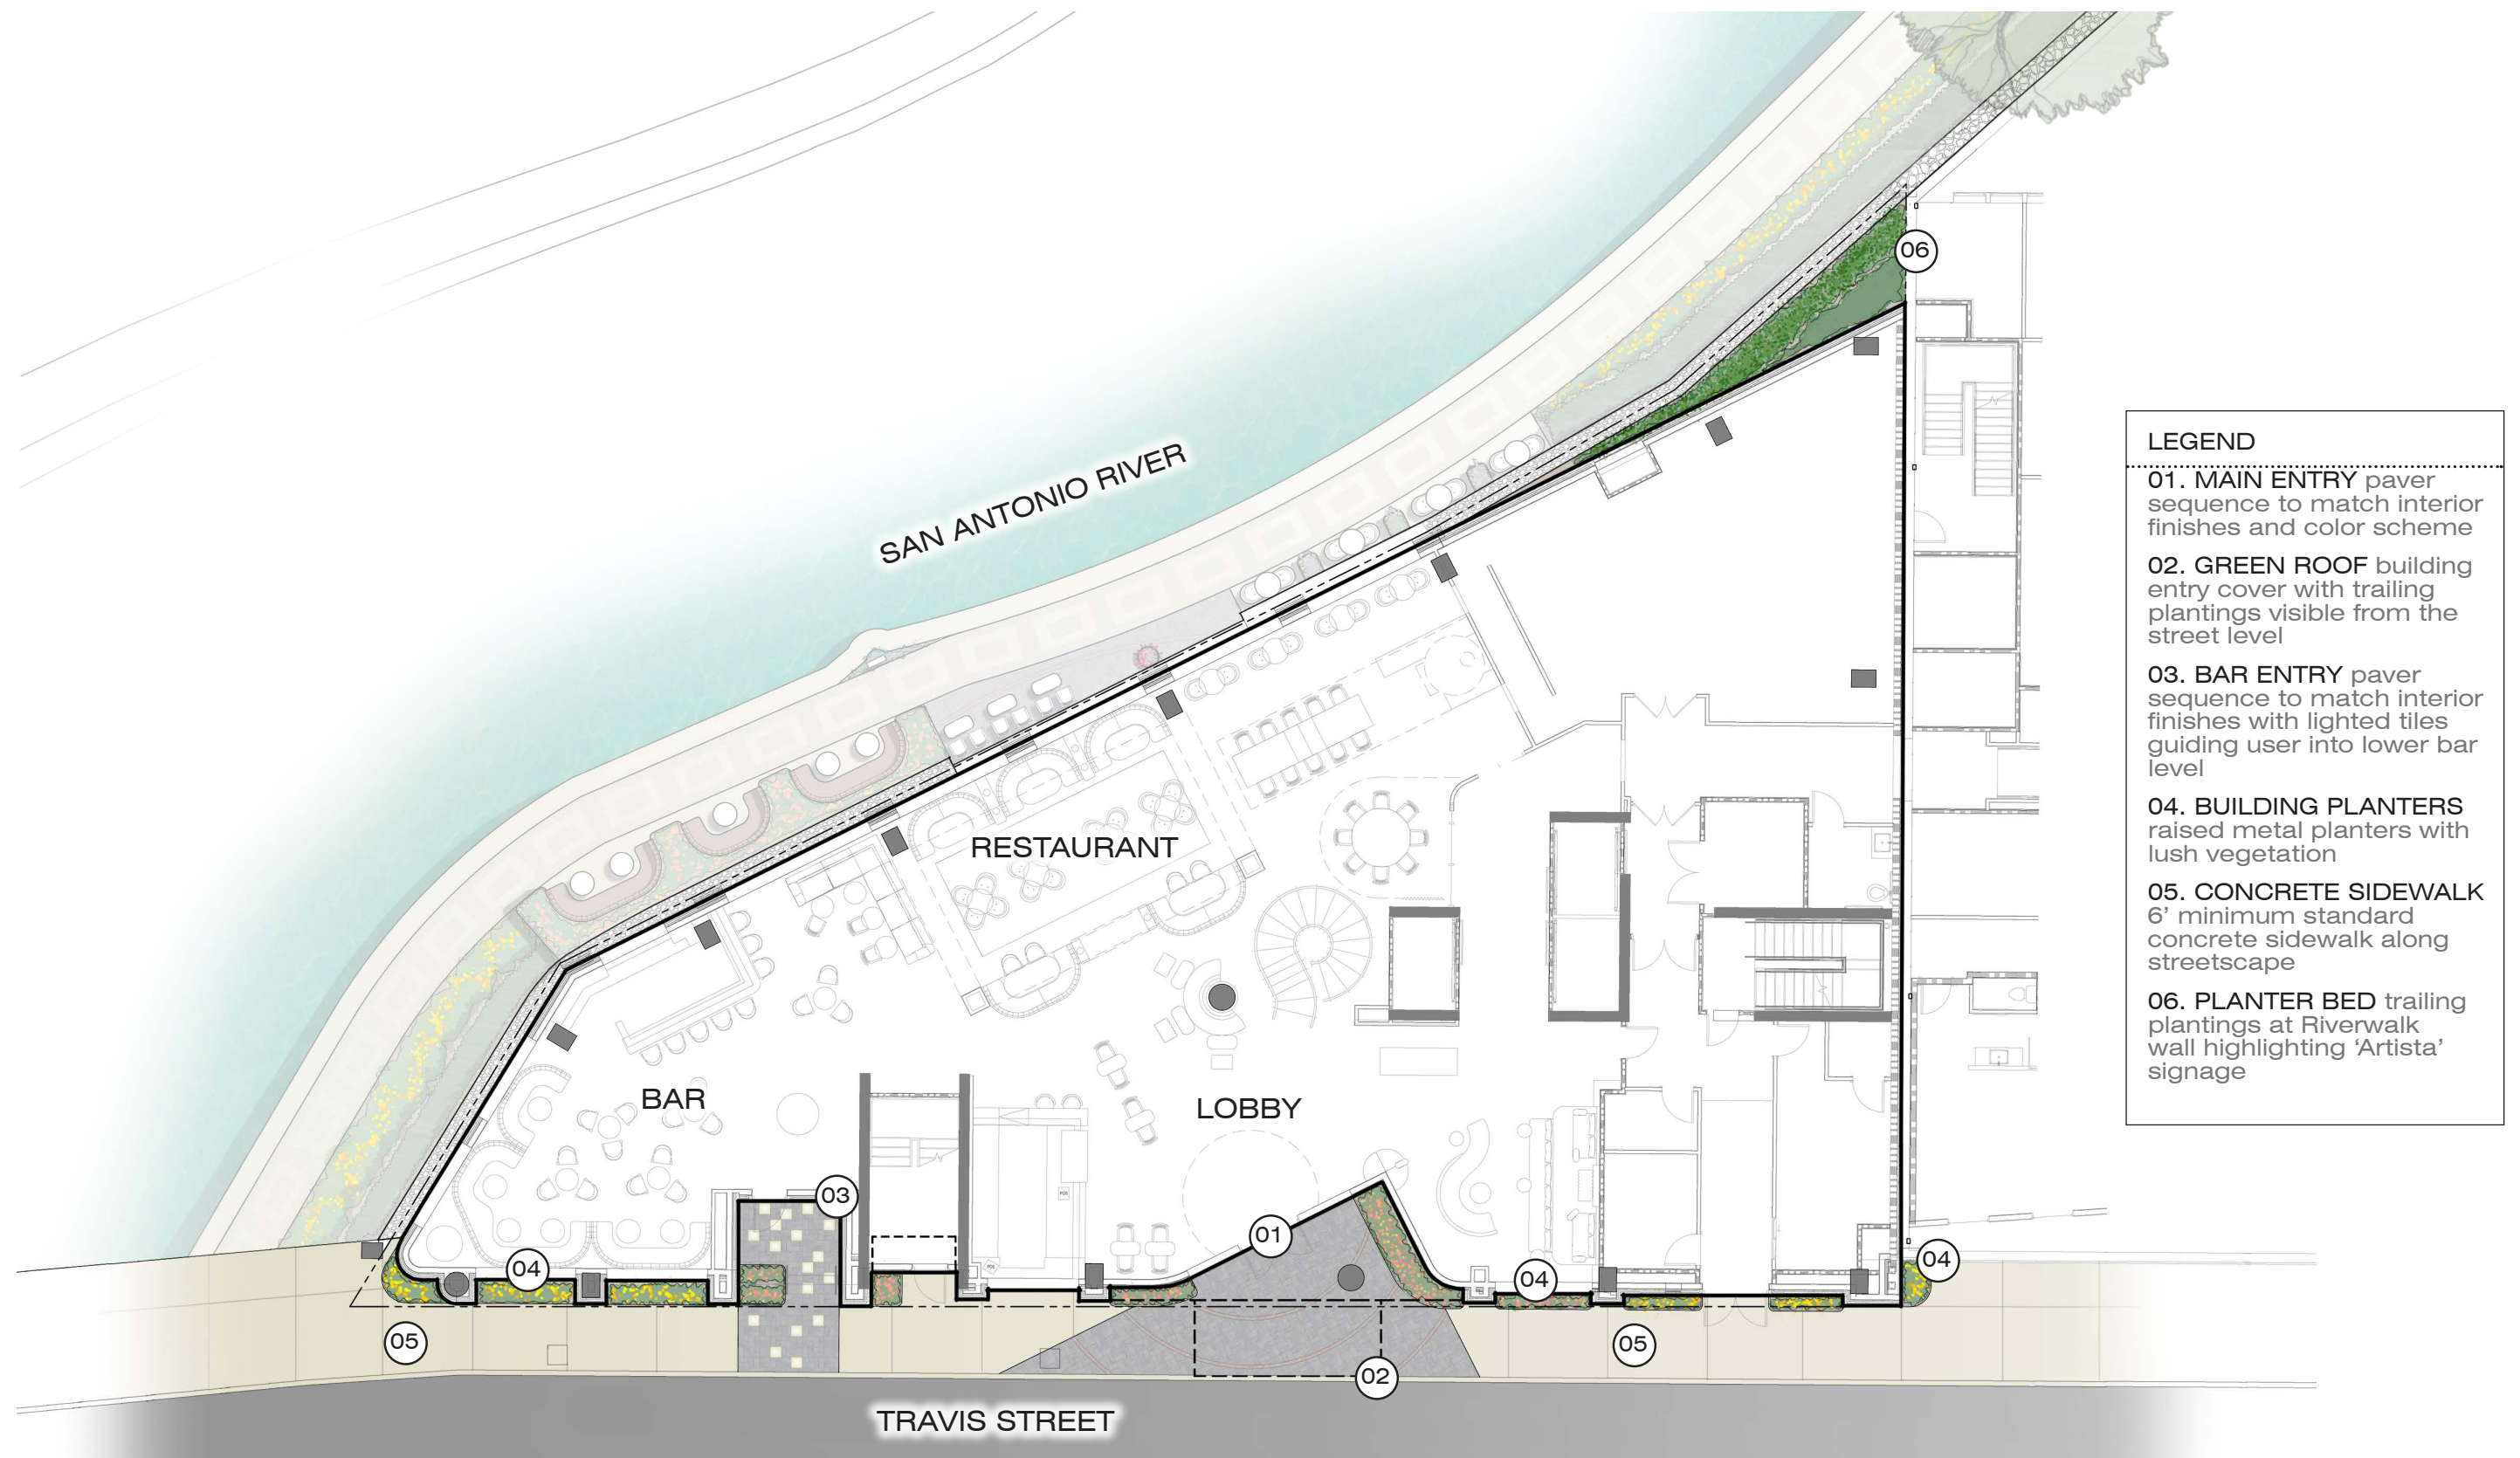 06
SAN ANTONIO RIVER
RESTAURANT
BAR
LOBBY
03
01
04
04
04
05
05
02
TRAVIS STREET
POS
POS
LEGEND
01. MAIN ENTRY paver
sequence to match interior
finishes and color scheme
02. GREEN ROOF building
entry cover with trailing
plantings visible from the
street level
03. BAR ENTRY paver
sequence to match interior
finishes with lighted tiles
guiding user into lower bar
level
04. BUILDING PLANTERS
raised metal planters with
lush vegetation
05. CONCRETE SIDEWALK
6’ minimum standard
concrete sidewalk along
streetscape
06. PLANTER BED trailing
plantings at Riverwalk
wall highlighting ‘Artista’
signage